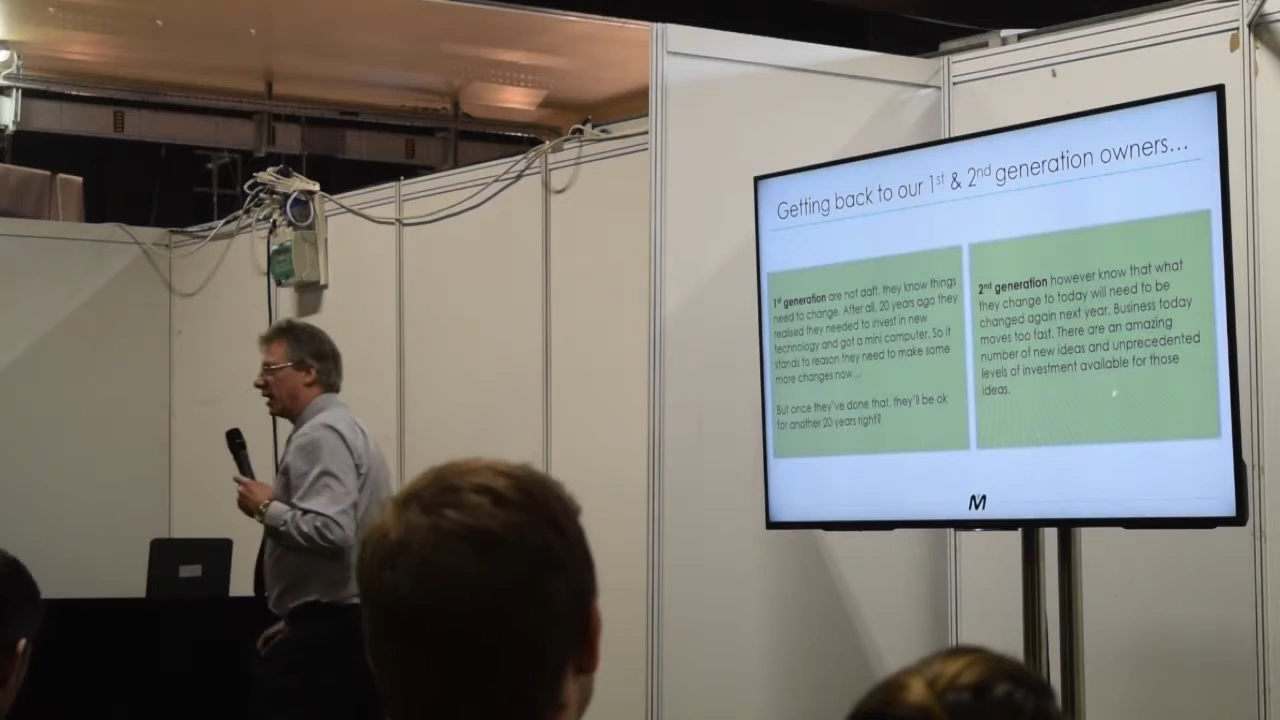 Getting back to our 1st & 2nd generation owners...
1st generation are not daft, they know things
need to change. After all, 20 years ago they
realised they needed to invest in new
technology and got a mini computer. So it
stands to reason they need to make some
more changes now...
But once they've done that, they'll be ok
for another 20 years right?
2nd generation however know that what
they change to today will need to be
changed again next year. Business today
moves too fast. There are an amazing
number of new ideas and unprecedented
levels of investment available for those
ideas.
M